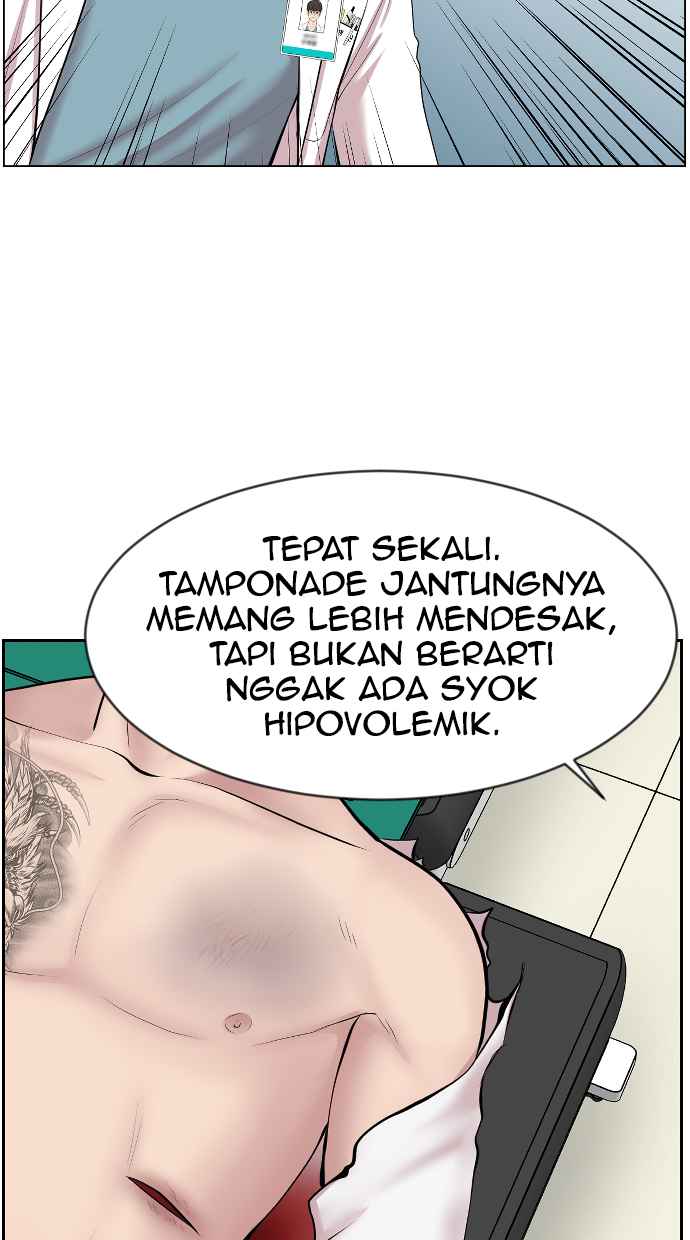 TEPAT SEKALI.
TAMPONADE JANTUNGNYA
MEMANG LEBIH MENDESAK,
TAPI BUKAN BERARTI
NGGAK ADA SYOK
HIPOVOLEMIK.